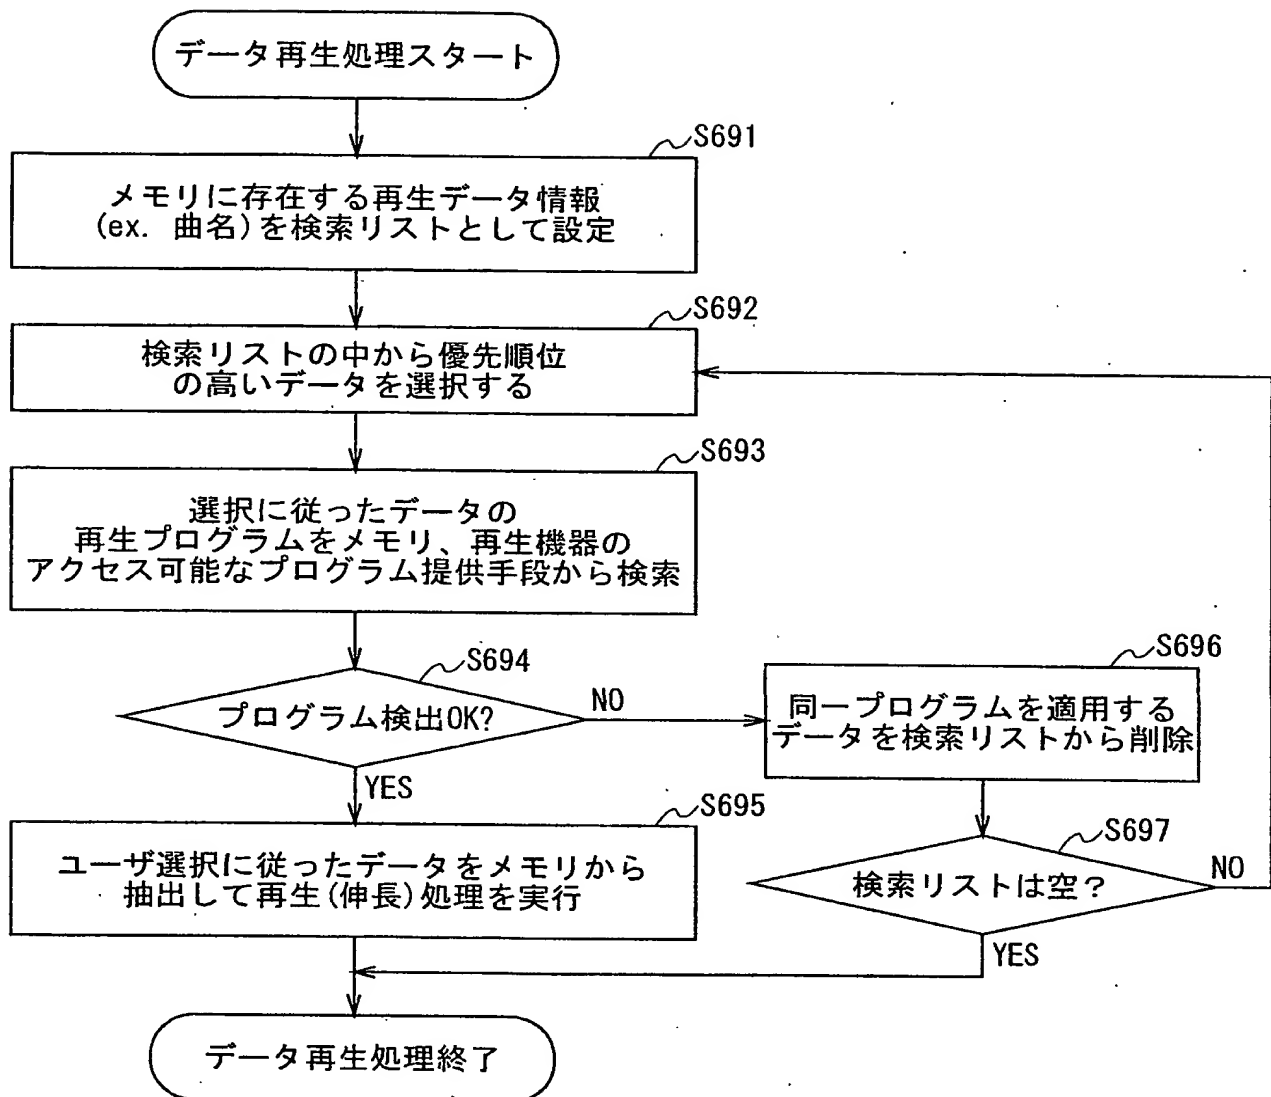 データ再生処理スタート
S691
メモリに存在する再生データ情報
(ex. 曲名)を検索リストとして設定
S692
検索リストの中から優先順位
の高いデータを選択する
S693
選択に従ったデータの
再生プログラムをメモリ、再生機器の
アクセス可能なプログラム提供手段から検索
S694
プログラム検出OK?
NO
YES
S696
同一プログラムを適用する
データを検索リストから削除
S695
ユーザ選択に従ったデータをメモリから
抽出して再生(伸長)処理を実行
S697
検索リストは空？
NO
YES
データ再生処理終了